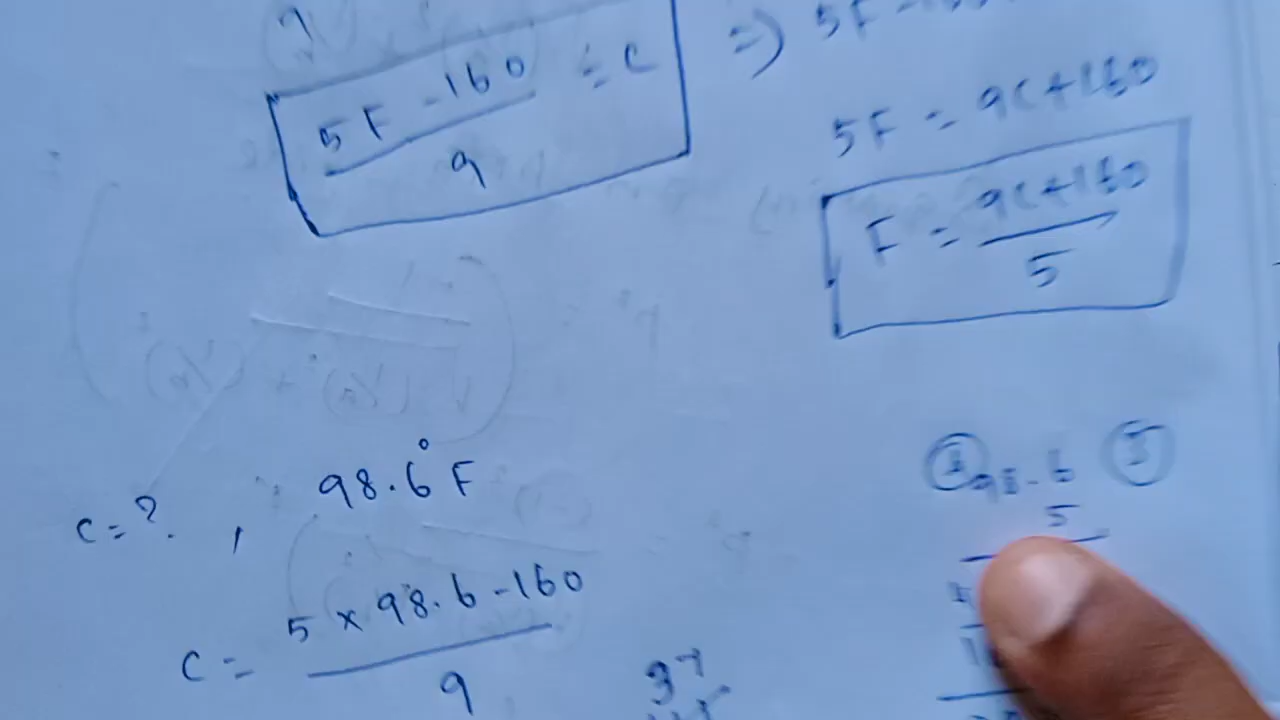 5F - 160 / 9 = C
=) 5F -
5F = 9C+160
F = 9C+160 / 5
C = ? , 98.6°F
C = 5 x 98.6 - 160 / 9
98.6
5
37